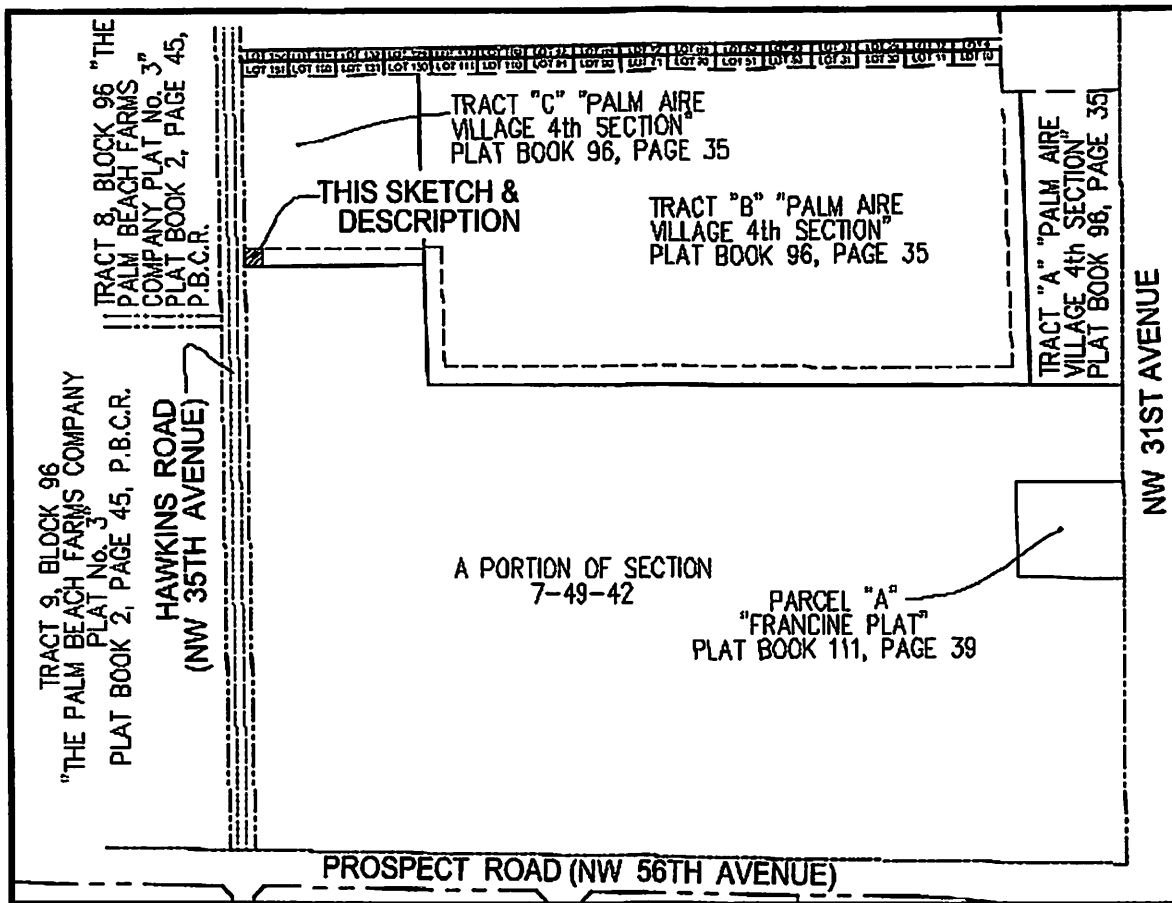 TRACT 8, BLOCK 96 "THE
PALM BEACH FARMS
COMPANY PLAT No. 3"
PLAT BOOK 2, PAGE 45,
P.B.C.R.
TRACT "C" "PALM AIRE
VILLAGE 4th SECTION"
PLAT BOOK 96, PAGE 35
THIS SKETCH &
DESCRIPTION
TRACT "B" "PALM AIRE
VILLAGE 4th SECTION"
PLAT BOOK 96, PAGE 35
TRACT "A" "PALM AIRE
VILLAGE 4th SECTION"
PLAT BOOK 96, PAGE 35
NW 31ST AVENUE
TRACT 9, BLOCK 96
"THE PALM BEACH FARMS COMPANY
PLAT No. 3"
PLAT BOOK 2, PAGE 45, P.B.C.R.
HAWKINS ROAD
(NW 35TH AVENUE)
A PORTION OF SECTION
7-49-42
PARCEL "A"
"FRANCINE PLAT"
PLAT BOOK 111, PAGE 39
PROSPECT ROAD (NW 56TH AVENUE)